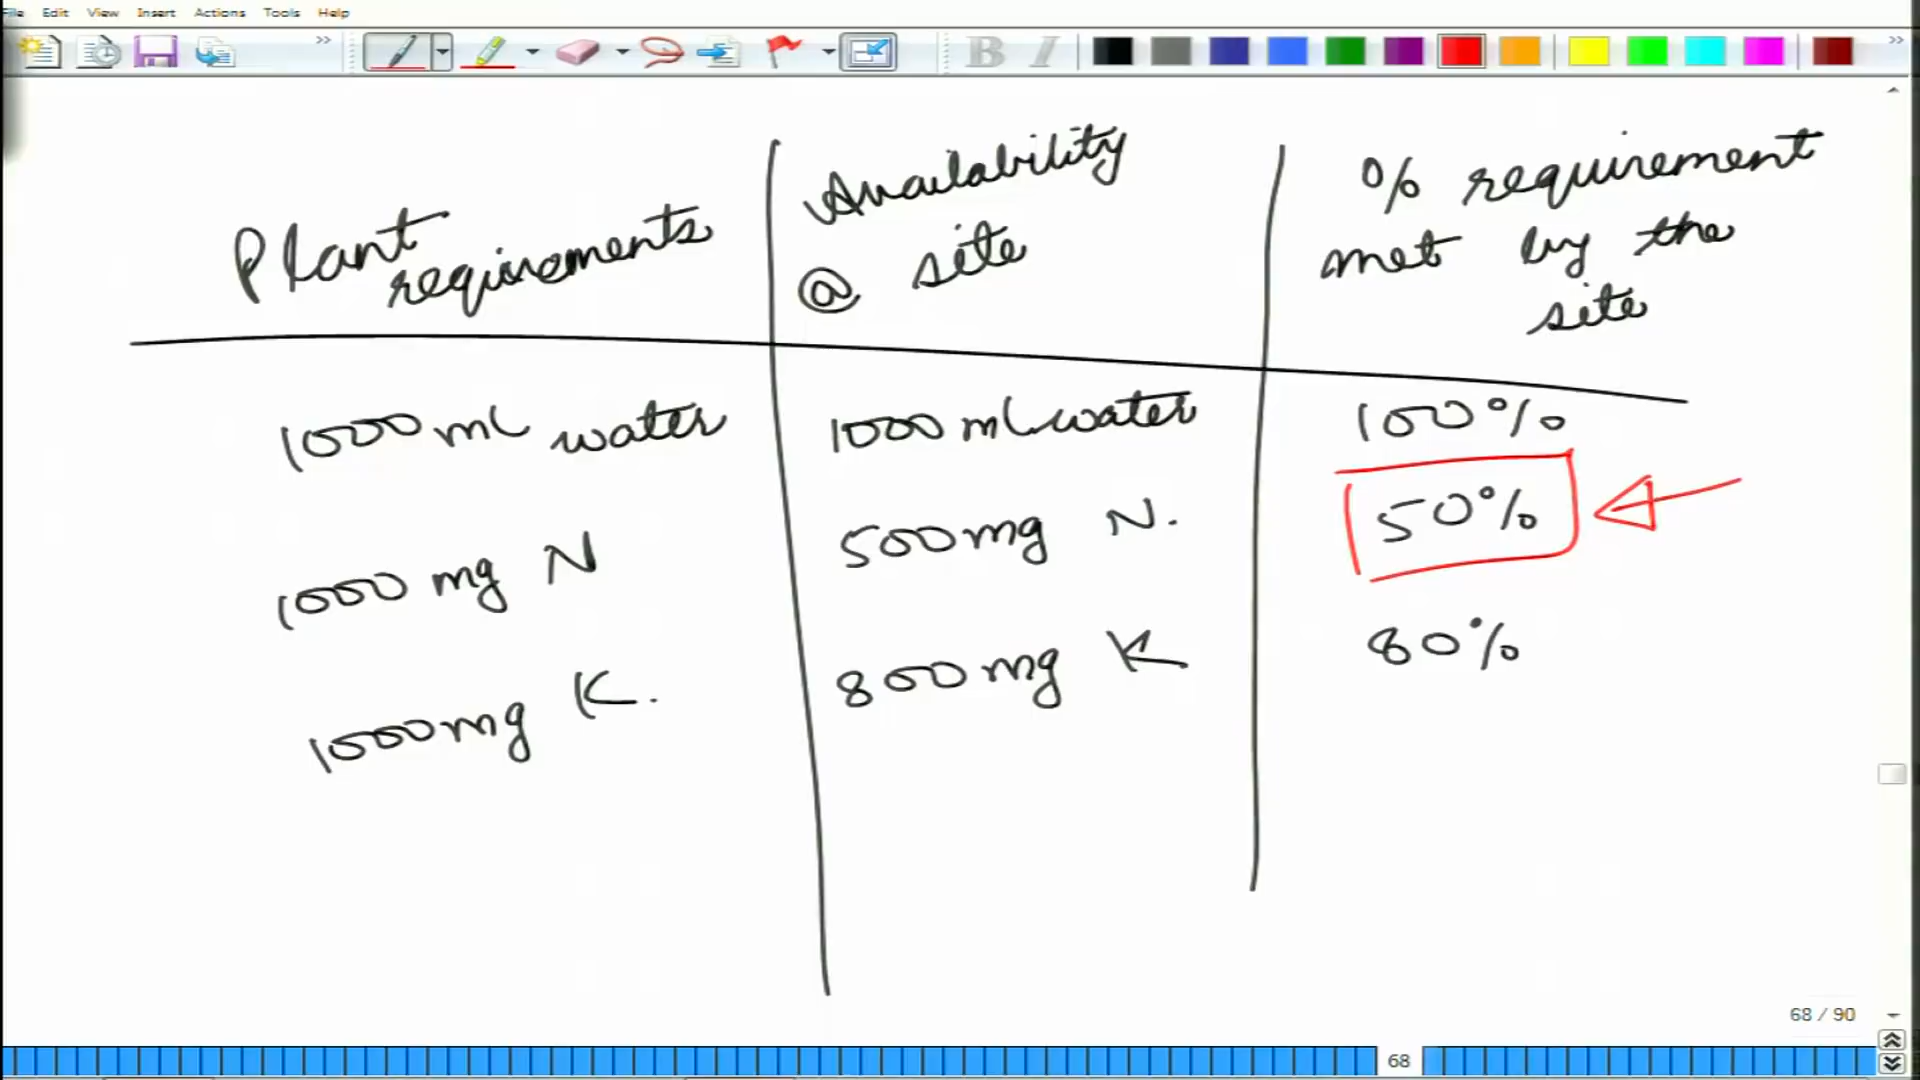 File Edit View Insert Actions Tools Help
B I
Plant requirements
Availability @ site
% requirement met by the site
1000 ml water
1000 ml water
100%
1000 mg N
500 mg N.
50%
1000 mg K.
800 mg K
80%
68 / 90
68